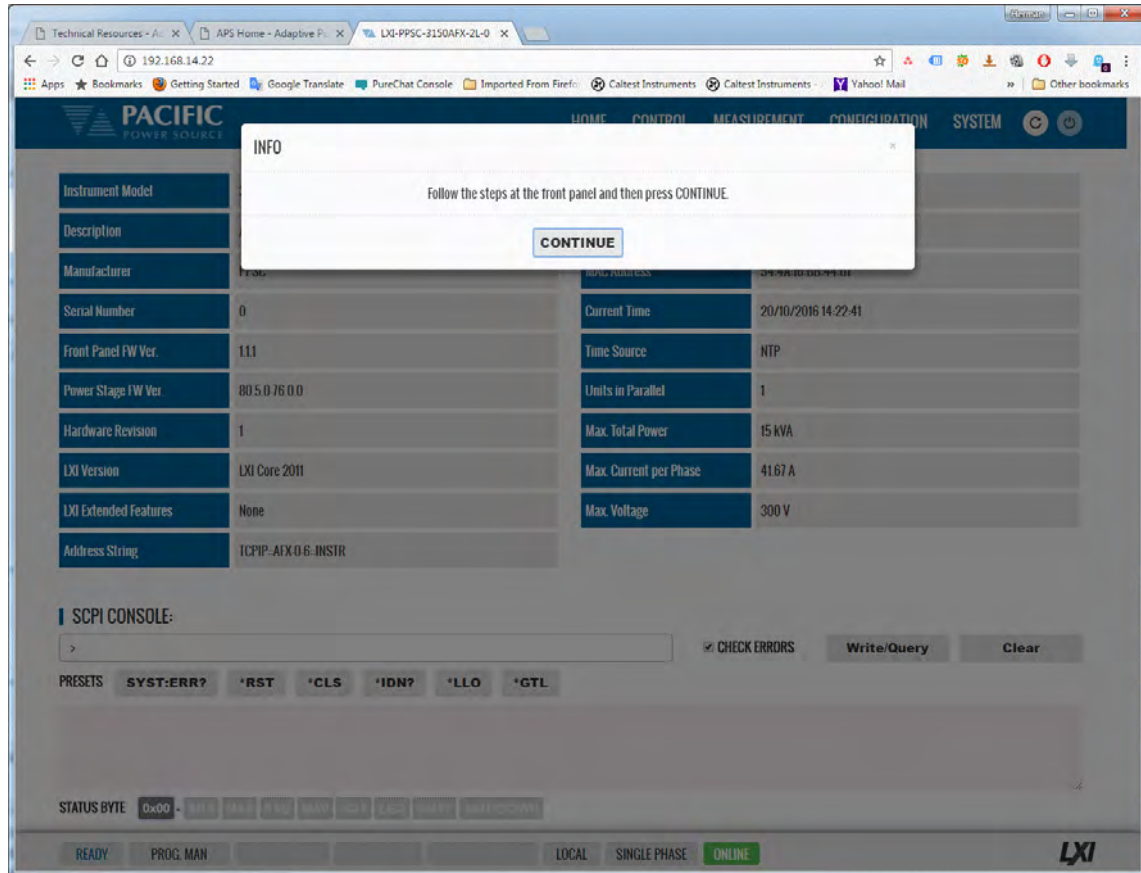 Herman
Technical Resources - Ac
APS Home - Adaptive Po
LXI-PPSC-3150AFX-2L-0
192.168.14.22
Apps Bookmarks Getting Started Google Translate PureChat Console Imported From Firefo Caltest Instruments Caltest Instruments - Yahoo! Mail » Other bookmarks
PACIFIC
POWER SOURCE
HOME CONTROL MEASUREMENT CONFIGURATION SYSTEM
INFO
Follow the steps at the front panel and then press CONTINUE.
CONTINUE
Instrument Model
Description
Manufacturer PPSC
MAC Address
Serial Number 0
Current Time 20/10/2016 14:22:41
Front Panel FW Ver. 1.1.1
Time Source NTP
Power Stage FW Ver. 80.5.0-76.0.0
Units in Parallel 1
Hardware Revision 1
Max. Total Power 15 kVA
LXI Version LXI Core 2011
Max. Current per Phase 41.67 A
LXI Extended Features None
Max. Voltage 300 V
Address String TCPIP::AFX-0-6::INSTR
SCPI CONSOLE:
>
CHECK ERRORS Write/Query Clear
PRESETS SYST:ERR? *RST *CLS *IDN? *LLO *GTL
STATUS BYTE 0x00 -
READY PROG. MAN LOCAL SINGLE PHASE ONLINE LXI